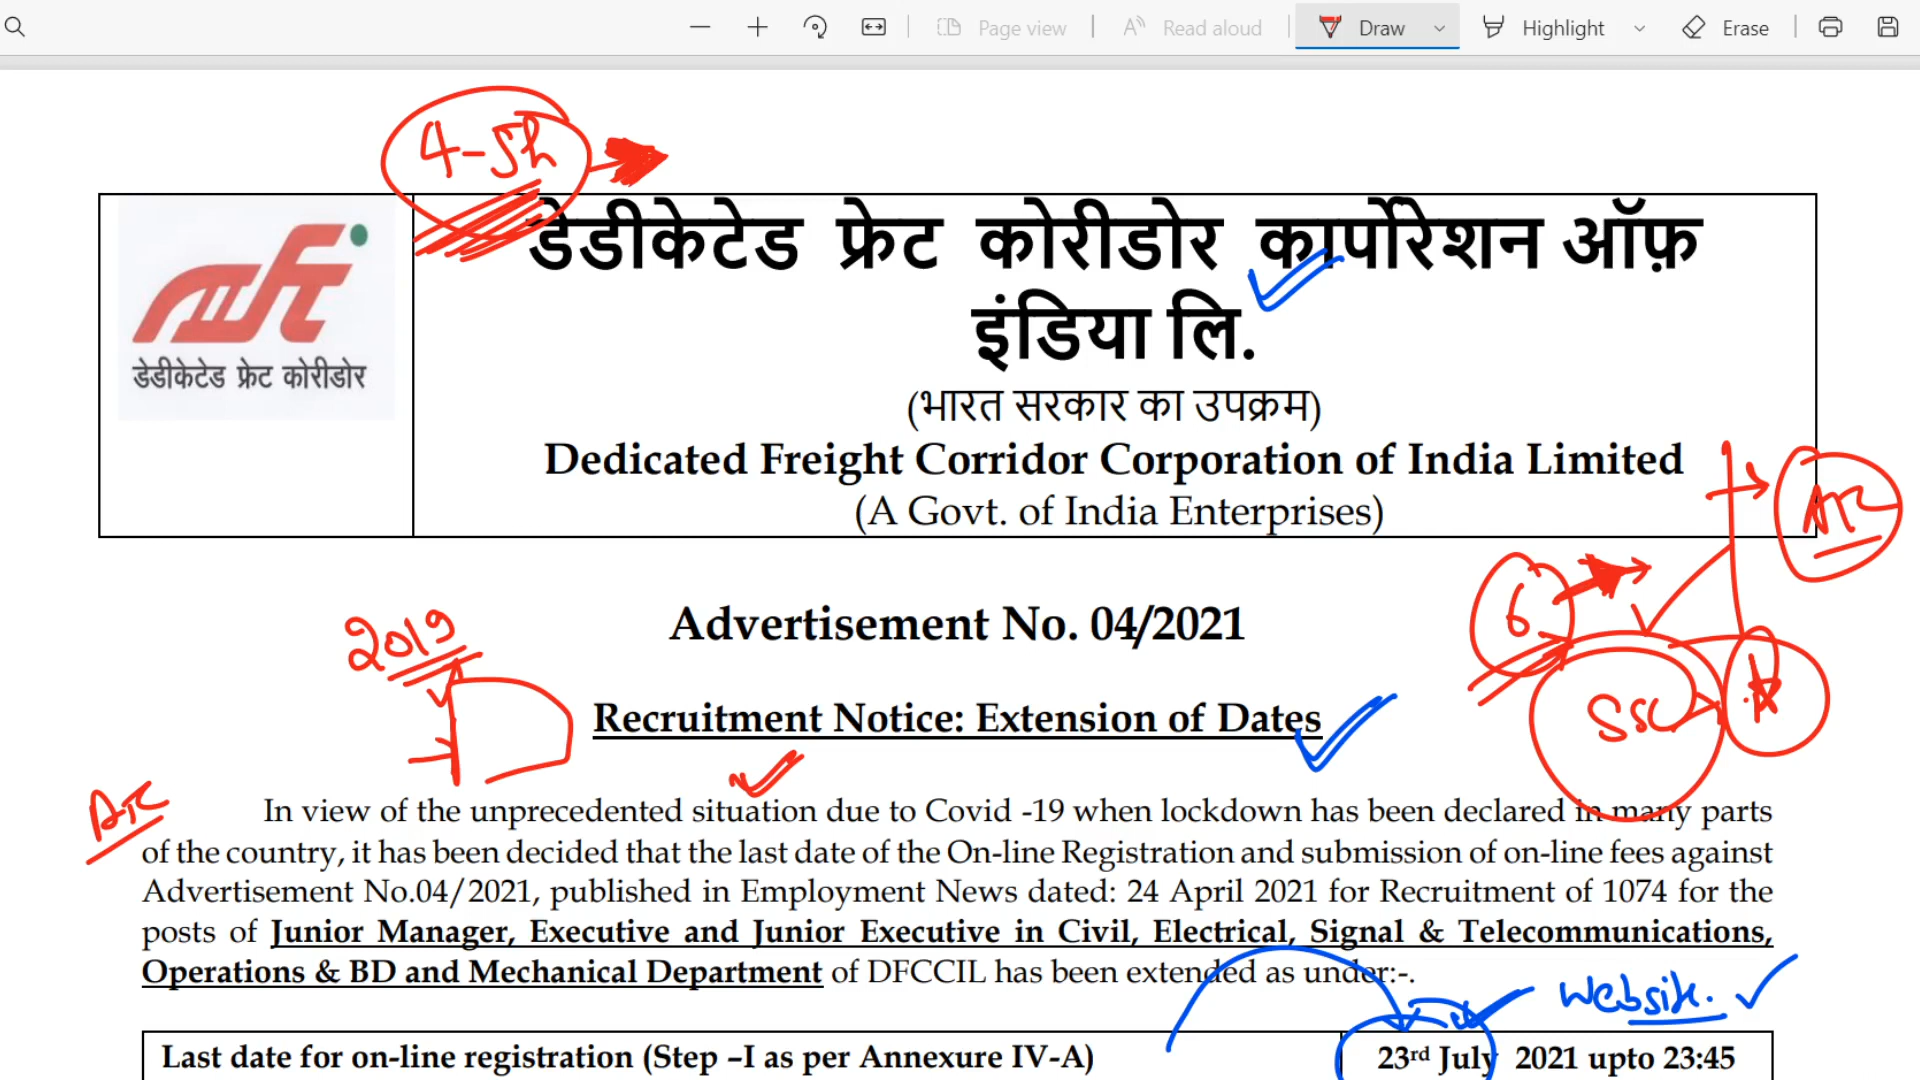 Page view
Read aloud
Draw
Highlight
Erase
डेडीकेटेड फ्रेट कोरीडोर
डेडीकेटेड फ्रेट कोरीडोर कार्पोरेशन ऑफ़
इंडिया लि.
(भारत सरकार का उपक्रम)
Dedicated Freight Corridor Corporation of India Limited
(A Govt. of India Enterprises)
6
2019
SSC
Advertisement No. 04/2021
Recruitment Notice: Extension of Dates
In view of the unprecedented situation due to Covid -19 when lockdown has been declared in many parts
of the country, it has been decided that the last date of the On-line Registration and submission of on-line fees against
Advertisement No.04/2021, published in Employment News dated: 24 April 2021 for Recruitment of 1074 for the
posts of Junior Manager, Executive and Junior Executive in Civil, Electrical, Signal & Telecommunications,
Operations & BD and Mechanical Department of DFCCIL has been extended as under:-.
Website.
Last date for on-line registration (Step –I as per Annexure IV-A)
23rd July 2021 upto 23:45